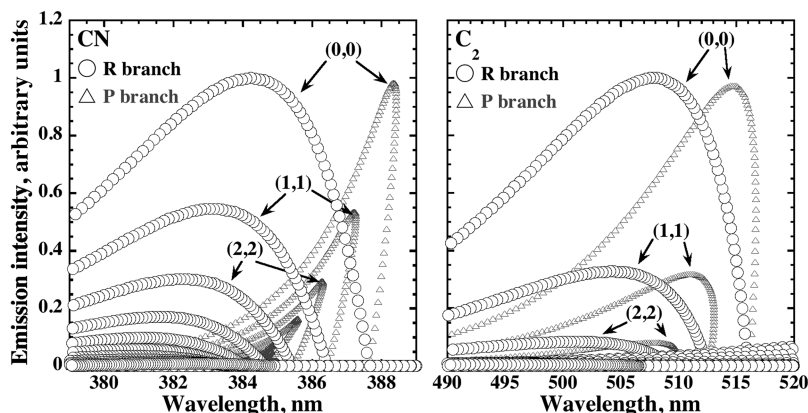 Emission intensity, arbitrary units
1.2
1
0.8
0.6
0.4
0.2
0
CN
R branch
P branch
(0,0)
(1,1)
(2,2)
380 382 384 386 388
Wavelength, nm
C2
R branch
P branch
(0,0)
(1,1)
(2,2)
490 495 500 505 510 515 520
Wavelength, nm